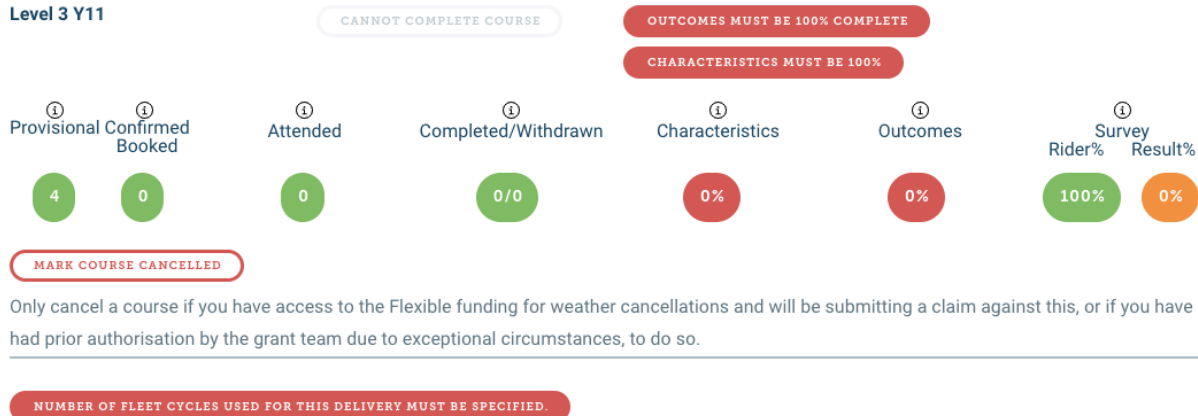 Level 3 Y11
CANNOT COMPLETE COURSE
OUTCOMES MUST BE 100% COMPLETE
CHARACTERISTICS MUST BE 100%
Provisional Confirmed Booked
Attended
Completed/Withdrawn
Characteristics
Outcomes
Survey
Rider% Result%
4 0 0 0/0 0% 0% 100% 0%
MARK COURSE CANCELLED
Only cancel a course if you have access to the Flexible funding for weather cancellations and will be submitting a claim against this, or if you have
had prior authorisation by the grant team due to exceptional circumstances, to do so.
NUMBER OF FLEET CYCLES USED FOR THIS DELIVERY MUST BE SPECIFIED.